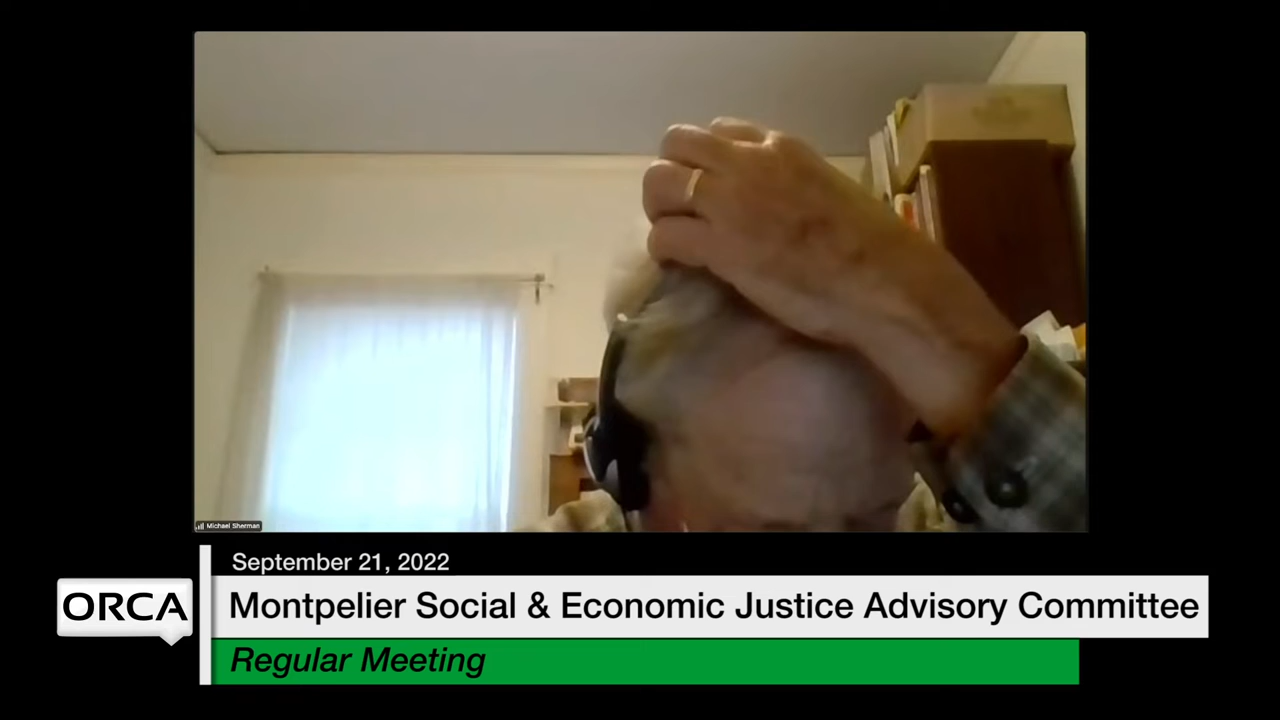 Michael Sherman
September 21, 2022
ORCA
Montpelier Social & Economic Justice Advisory Committee
Regular Meeting